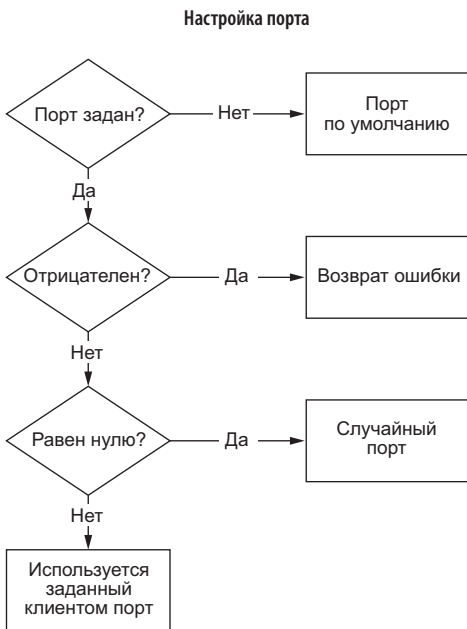 Настройка порта
Порт задан?
Нет
Порт
по умолчанию
Да
Отрицателен?
Да
Возврат ошибки
Нет
Равен нулю?
Да
Случайный
порт
Нет
Используется
заданный
клиентом порт